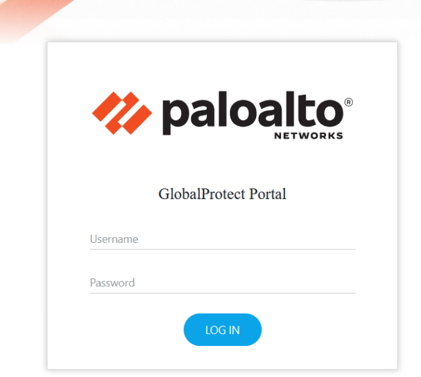 paloalto®
NETWORKS
GlobalProtect Portal
Username
Password
LOG IN